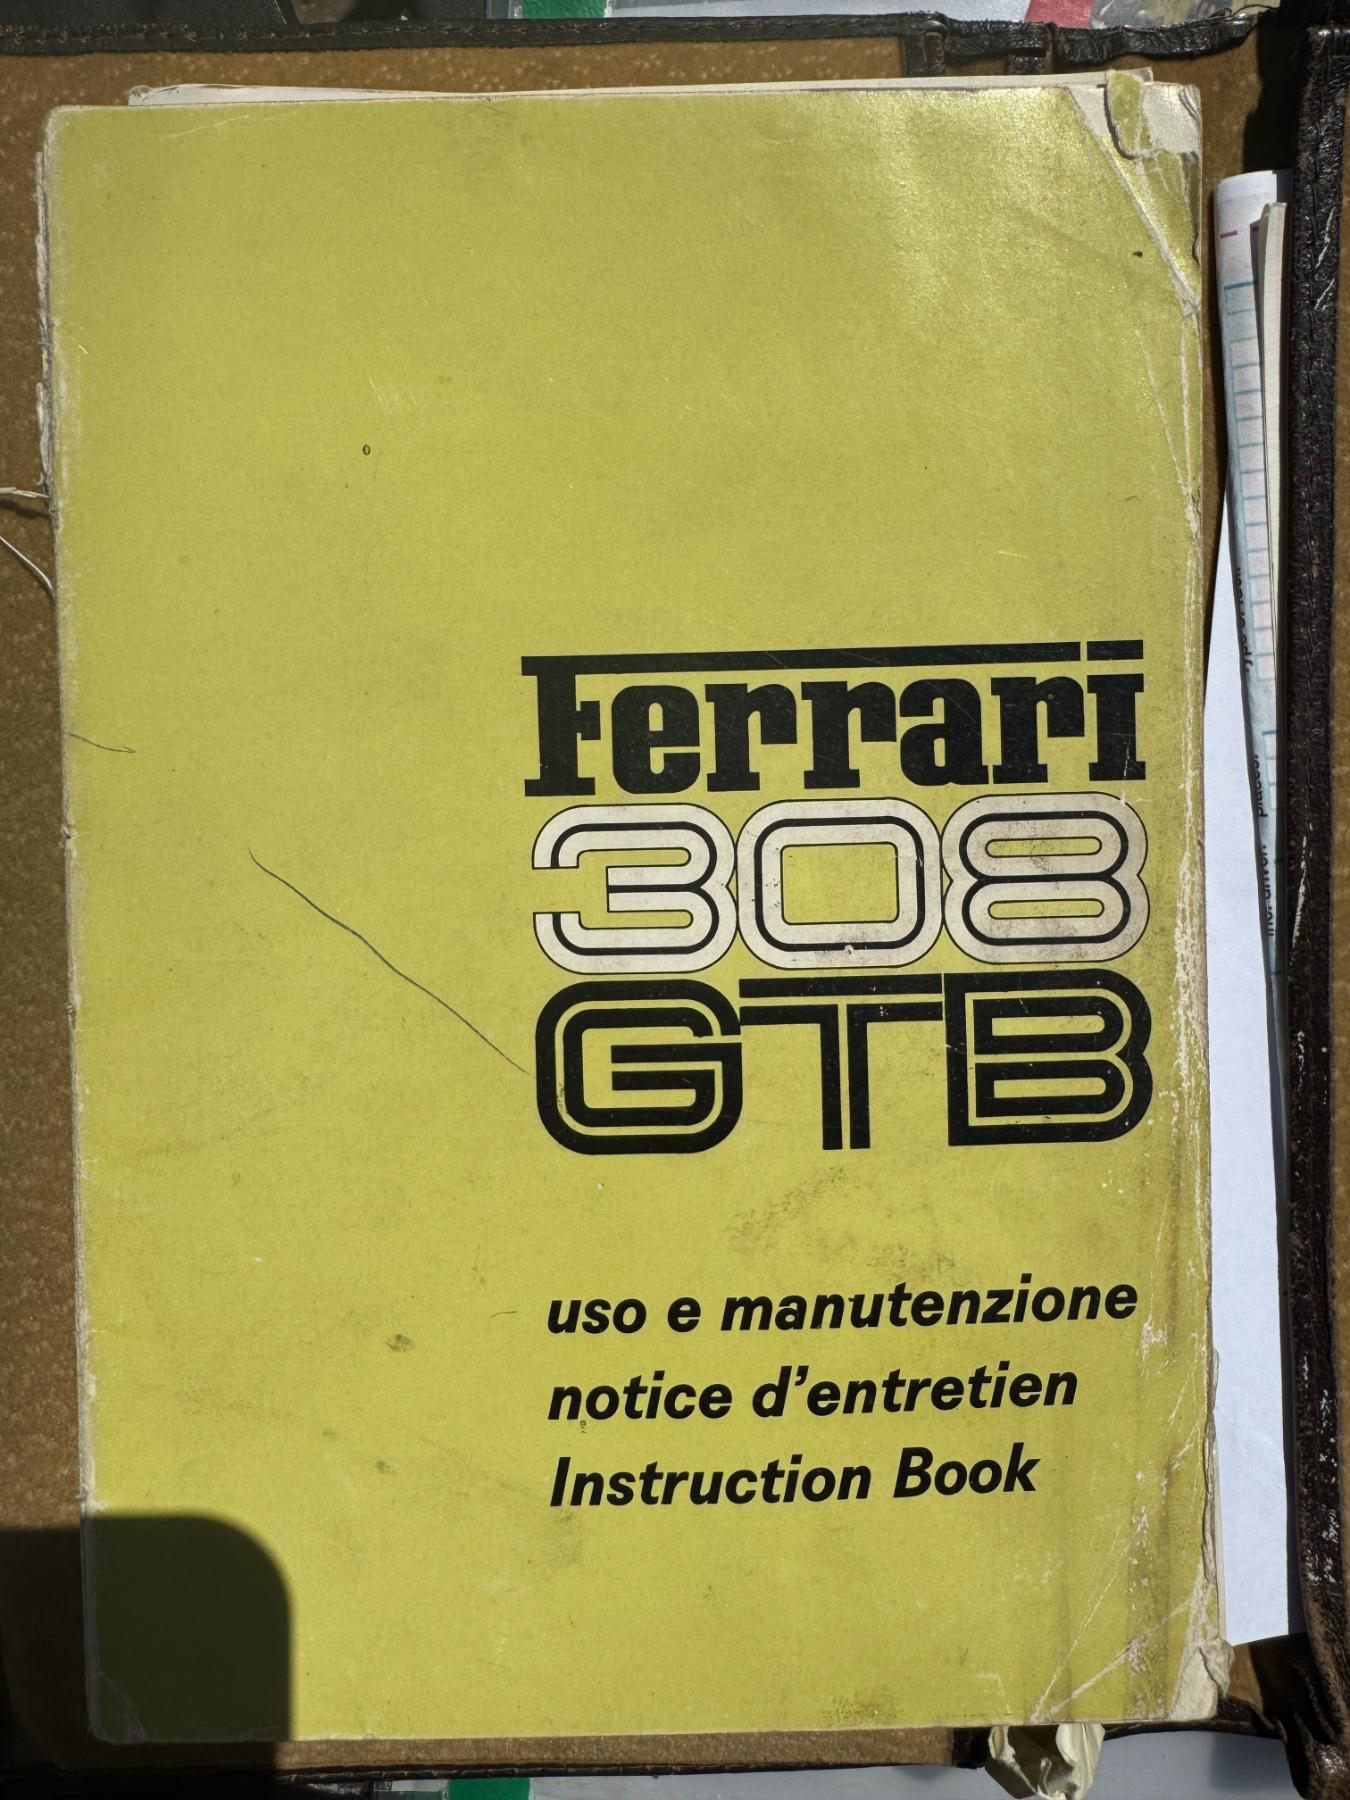 Ferrari
308
GTB
uso e manutenzione
notice d'entretien
Instruction Book